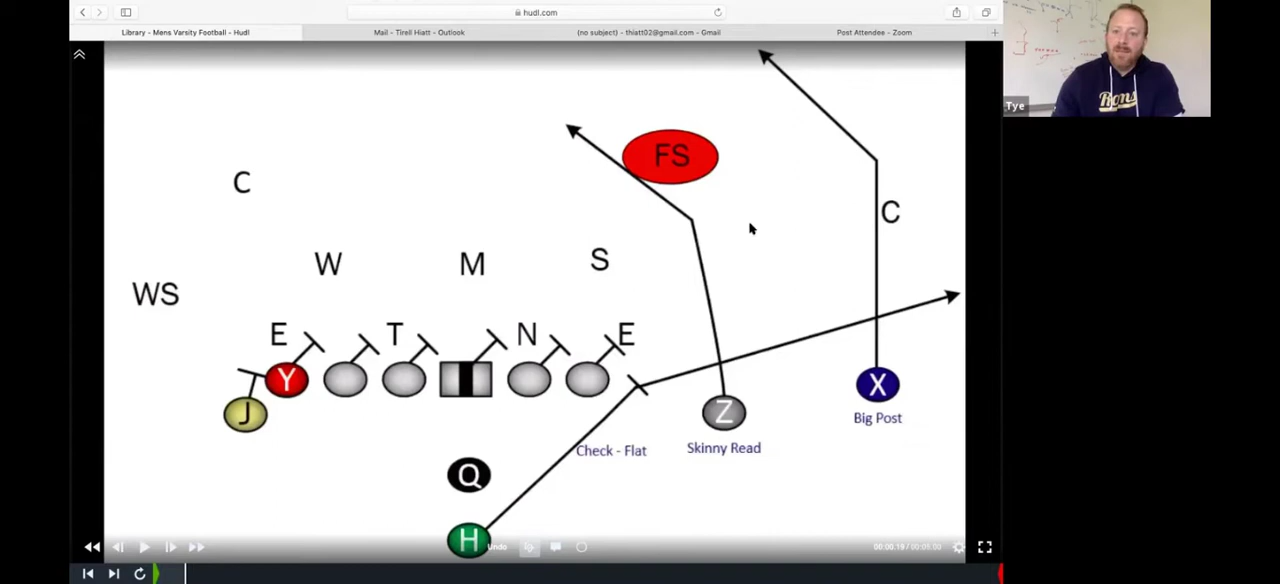 hudl.com
Library - Mens Varsity Football - Hudl
Mail - Tirell Hiatt - Outlook
(no subject) - thiatt02@gmail.com - Gmail
Post Attendee - Zoom
Tye
FS
C
C
W
M
S
WS
E
T
N
E
Y
J
Z
X
Big Post
Check - Flat
Skinny Read
Q
H
Undo